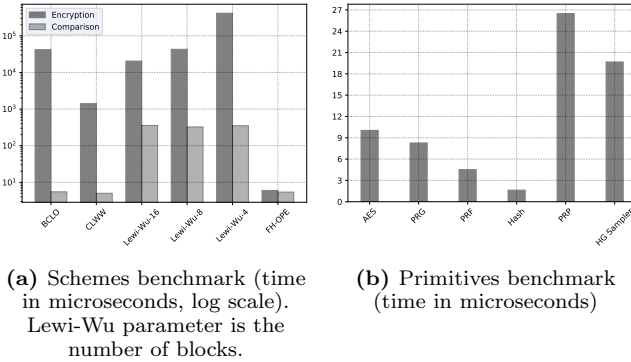 Encryption
Comparison
10^5
10^4
10^3
10^2
10^1
BCLO
CLWW
Lewi-Wu-16
Lewi-Wu-8
Lewi-Wu-4
FH-OPE
(a) Schemes benchmark (time
in microseconds, log scale).
Lewi-Wu parameter is the
number of blocks.
27
24
21
18
15
12
9
6
3
0
AES
PRG
PRF
Hash
PRP
HG Sampler
(b) Primitives benchmark
(time in microseconds)